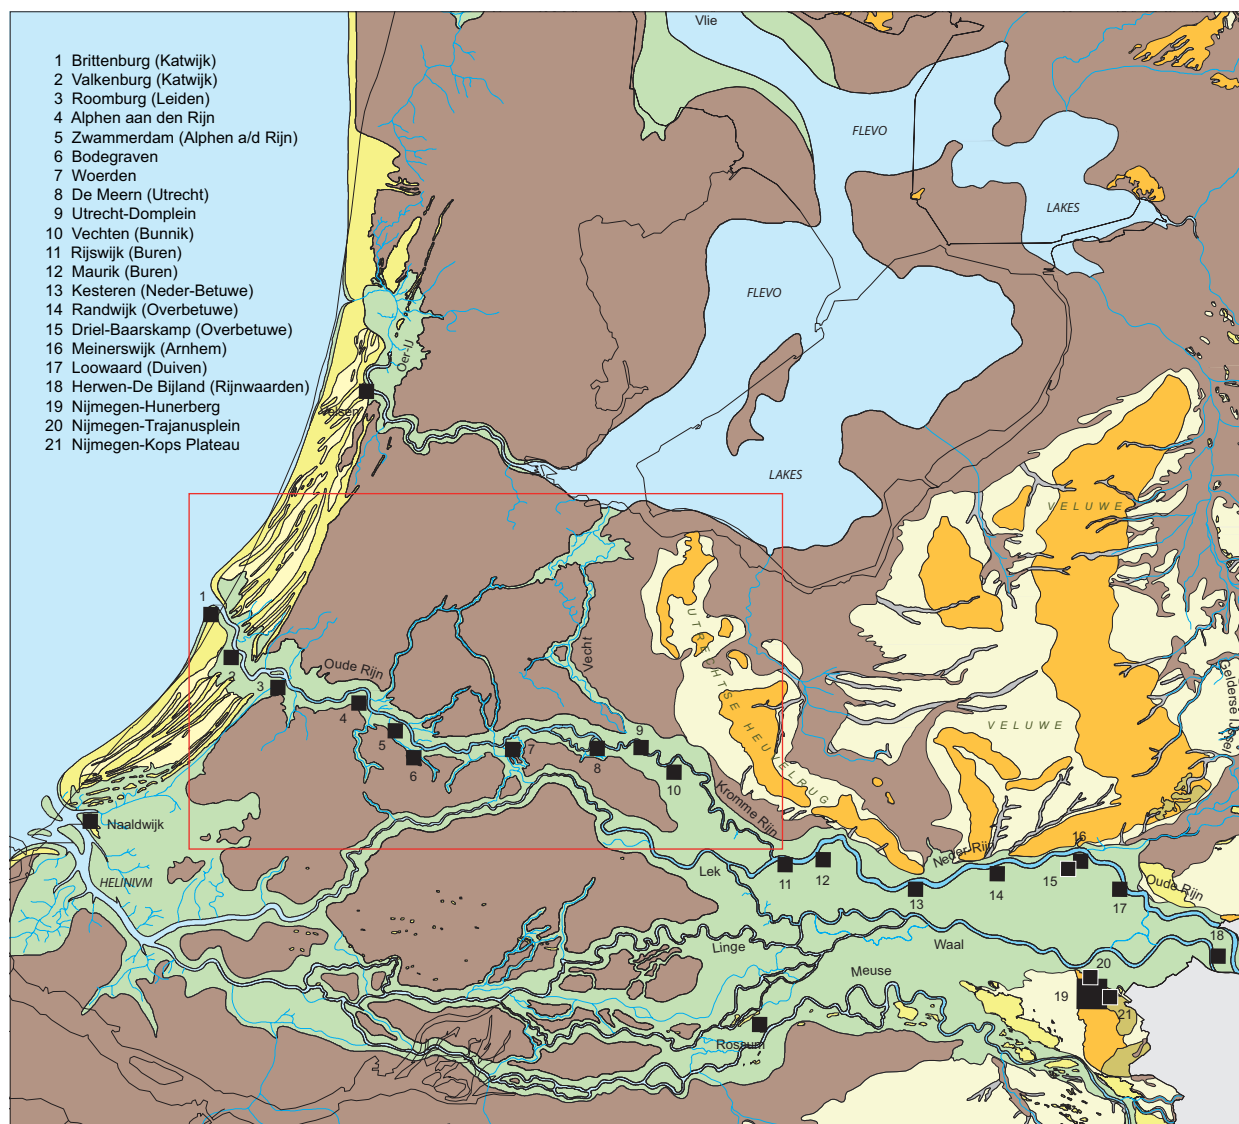 1 Brittenburg (Katwijk)
2 Valkenburg (Katwijk)
3 Roomburg (Leiden)
4 Alphen aan den Rijn
5 Zwammerdam (Alphen a/d Rijn)
6 Bodegraven
7 Woerden
8 De Meern (Utrecht)
9 Utrecht-Domplein
10 Vechten (Bunnik)
11 Rijswijk (Buren)
12 Maurik (Buren)
13 Kesteren (Neder-Betuwe)
14 Randwijk (Overbetuwe)
15 Driel-Baarskamp (Overbetuwe)
16 Meinerswijk (Arnhem)
17 Loowaard (Duiven)
18 Herwen-De Bijland (Rijnwaarden)
19 Nijmegen-Hunerberg
20 Nijmegen-Trajanusplein
21 Nijmegen-Kops Plateau
Vlie
FLEVO
LAKES
FLEVO
Oer-IJ
Velsen
LAKES
VELUWE
1
UTRECHTSE HEUVELRUG
Vecht
2
Oude Rijn
3
Gelderse IJssel
4
VELUWE
5
7
9
8
6
10
Kromme Rijn
Naaldwijk
16
Neder-Rijn
Lek
11
12
14
15
Oude Rijn
HELINIVM
13
17
18
Linge
Waal
20
Meuse
19
21
Rossum